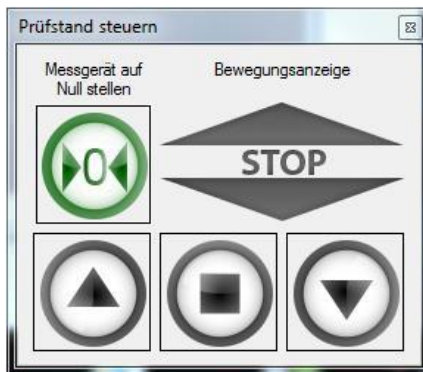 Prüfstand steuern
Messgerät auf
Null stellen
Bewegungsanzeige
0
STOP